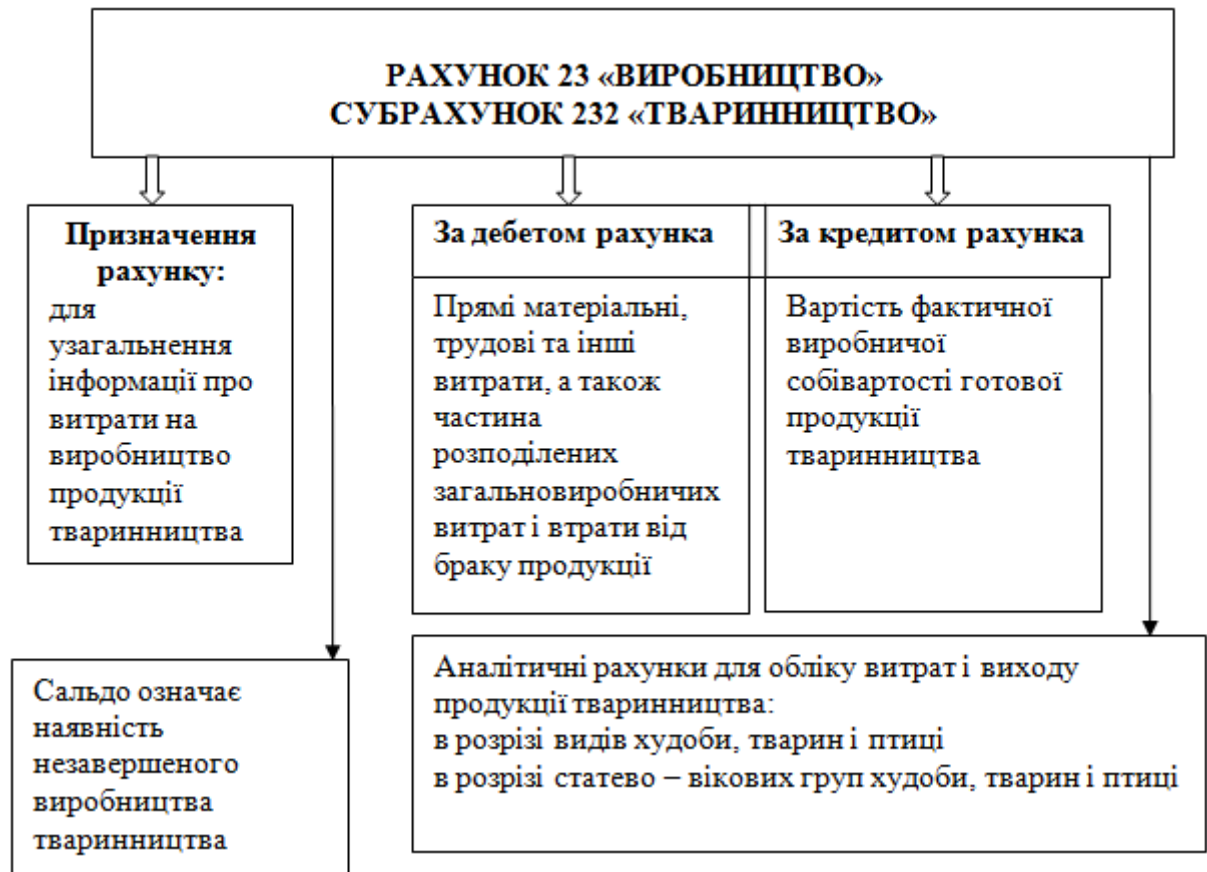 РАХУНОК 23 «ВИРОБНИЦТВО»
СУБРАХУНОК 232 «ТВАРИННИЦТВО»
Призначення
рахунку:
для
узагальнення
інформації про
витрати на
виробництво
продукції
тваринництва
За дебетом рахунка
Прямі матеріальні,
трудові та інші
витрати, а також
частина
розподілених
загальновиробничих
витрат і втрати від
браку продукції
За кредитом рахунка
Вартість фактичної
виробничої
собівартості готової
продукції
тваринництва
Сальдо означає
наявність
незавершеного
виробництва
тваринництва
Аналітичні рахунки для обліку витрат і виходу
продукції тваринництва:
в розрізі видів худоби, тварин і птиці
в розрізі статево – вікових груп худоби, тварин і птиці